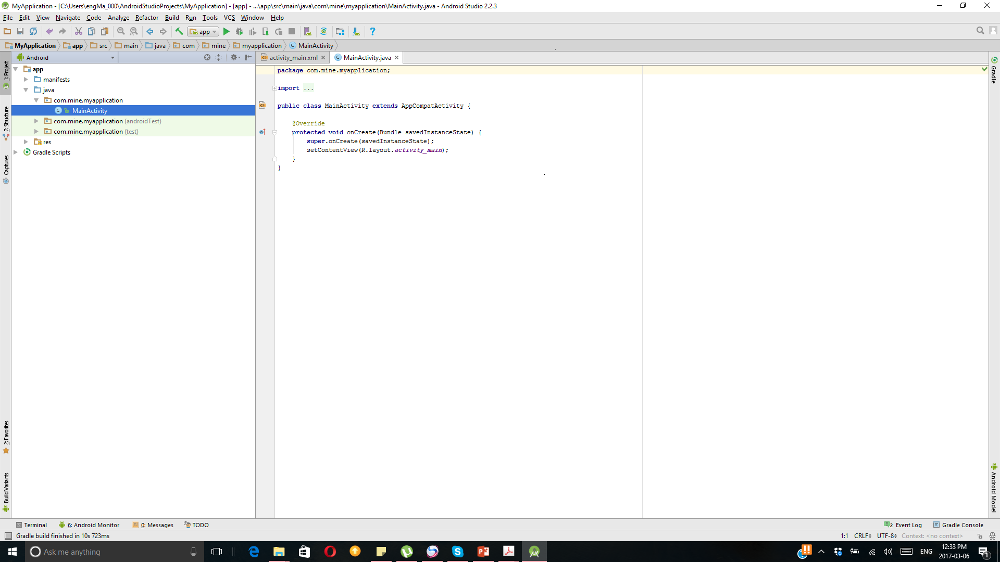 MyApplication - [C:\Users\engMa_000\AndroidStudioProjects\MyApplication] - [app] - ...\app\src\main\java\com\mine\myapplication\MainActivity.java - Android Studio 2.2.3
File Edit View Navigate Code Analyze Refactor Build Run Tools VCS Window Help
app
MyApplication app src main java com mine myapplication MainActivity
Android
activity_main.xml MainActivity.java
1: Project
7: Structure
Captures
2: Favorites
Build Variants
app
manifests
java
com.mine.myapplication
MainActivity
com.mine.myapplication (androidTest)
com.mine.myapplication (test)
res
Gradle Scripts
package com.mine.myapplication;
import ...
public class MainActivity extends AppCompatActivity {
@Override
protected void onCreate(Bundle savedInstanceState) {
super.onCreate(savedInstanceState);
setContentView(R.layout.activity_main);
}
}
Gradle
Android Model
Terminal 6: Android Monitor 0: Messages TODO 2 Event Log Gradle Console
Gradle build finished in 10s 723ms 1:1 CRLF UTF-8 Context: <no context>
Ask me anything ENG 12:33 PM
2017-03-06 1